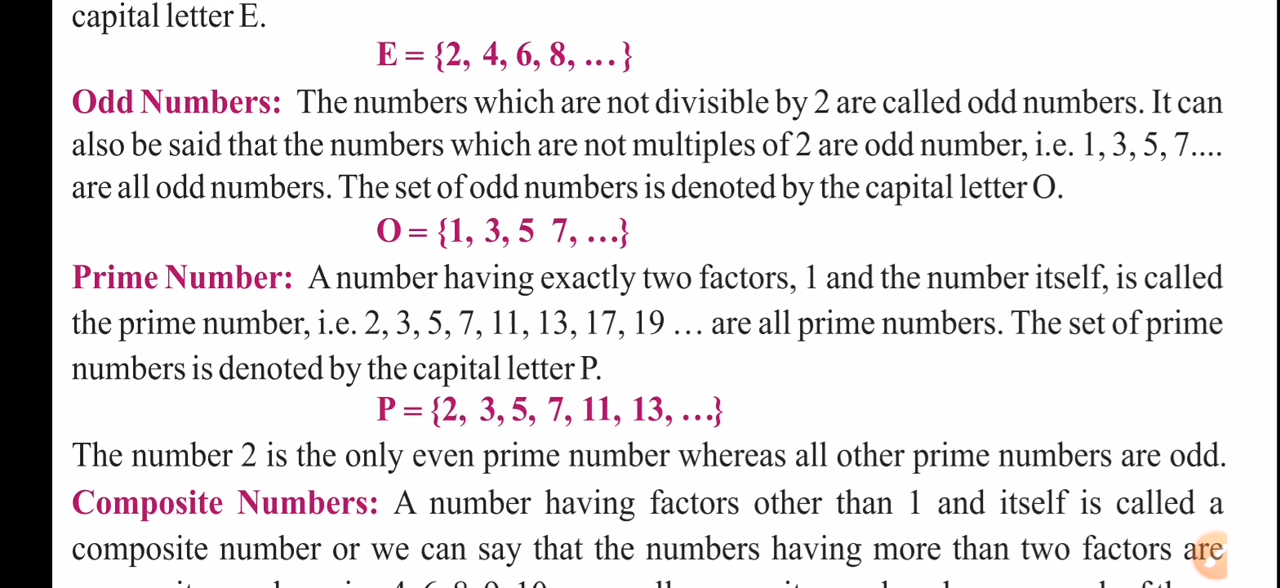 capital letter E.
E = {2, 4, 6, 8, ...}
Odd Numbers: The numbers which are not divisible by 2 are called odd numbers. It can
also be said that the numbers which are not multiples of 2 are odd number, i.e. 1, 3, 5, 7....
are all odd numbers. The set of odd numbers is denoted by the capital letter O.
O = {1, 3, 5 7, ...}
Prime Number: A number having exactly two factors, 1 and the number itself, is called
the prime number, i.e. 2, 3, 5, 7, 11, 13, 17, 19 ... are all prime numbers. The set of prime
numbers is denoted by the capital letter P.
P = {2, 3, 5, 7, 11, 13, ...}
The number 2 is the only even prime number whereas all other prime numbers are odd.
Composite Numbers: A number having factors other than 1 and itself is called a
composite number or we can say that the numbers having more than two factors are